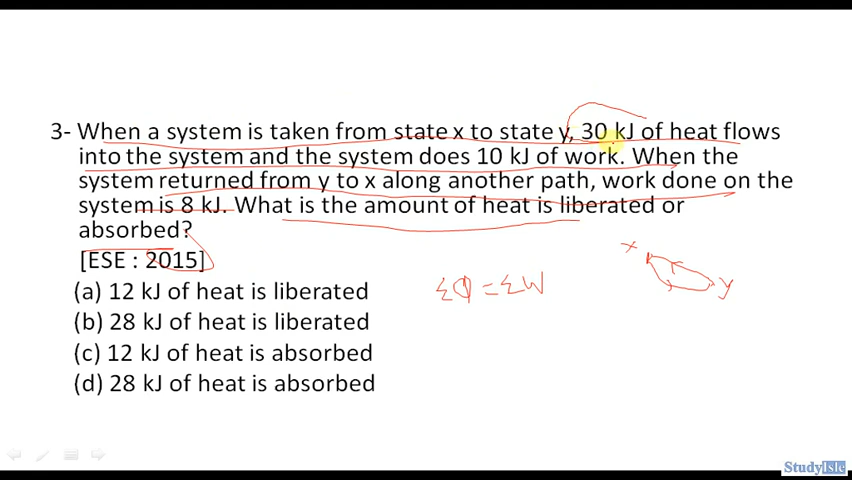 3- When a system is taken from state x to state y, 30 kJ of heat flows
into the system and the system does 10 kJ of work. When the
system returned from y to x along another path, work done on the
system is 8 kJ. What is the amount of heat is liberated or
absorbed?
[ESE : 2015]
(a) 12 kJ of heat is liberated
(b) 28 kJ of heat is liberated
(c) 12 kJ of heat is absorbed
(d) 28 kJ of heat is absorbed
ΣQ = ΣW
x
y
StudyIsle